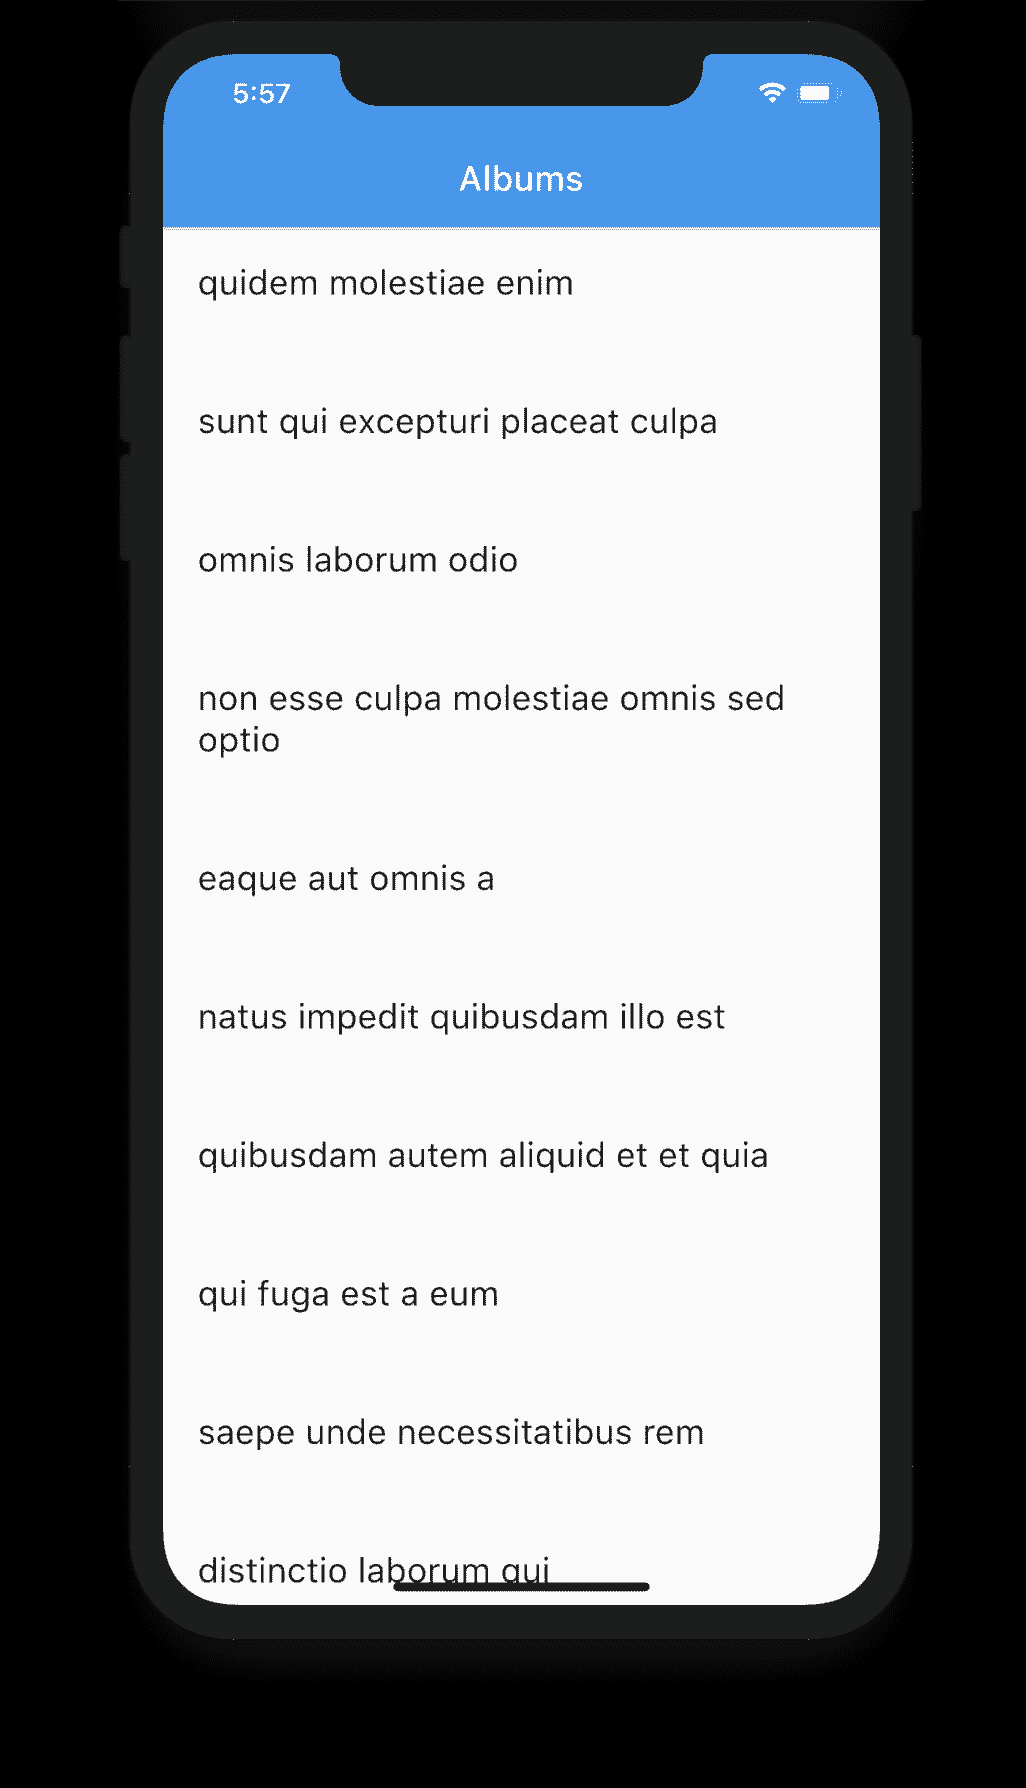 5:57
Albums
quidem molestiae enim
sunt qui excepturi placeat culpa
omnis laborum odio
non esse culpa molestiae omnis sed
optio
eaque aut omnis a
natus impedit quibusdam illo est
quibusdam autem aliquid et et quia
qui fuga est a eum
saepe unde necessitatibus rem
distinctio laborum qui